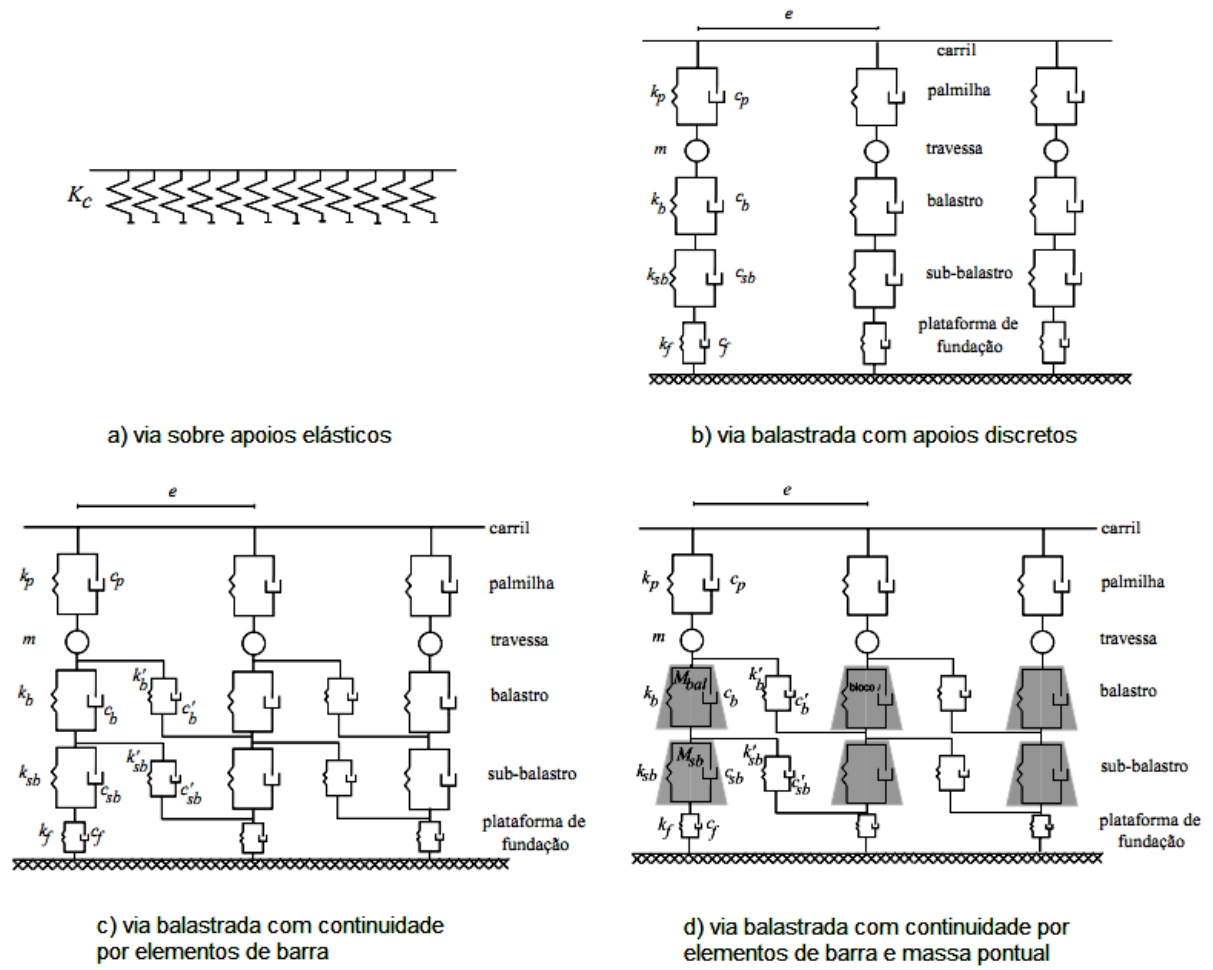 K_c
a) via sobre apoios elásticos
e
carril
k_p
c_p
palmilha
m
travessa
k_b
c_b
balastro
k_sb
c_sb
sub-balastro
k_f
c_f
plataforma de
fundação
b) via balastrada com apoios discretos
e
carril
k_p
c_p
palmilha
m
travessa
k_b
c_b
k'_b
c'_b
balastro
k_sb
c_sb
k'_sb
c'_sb
sub-balastro
k_f
c_f
plataforma de
fundação
c) via balastrada com continuidade
por elementos de barra
e
carril
k_p
c_p
palmilha
m
travessa
k_b
M_bal
c_b
k'_b
c'_b
bloco /
balastro
k_sb
M_sb
c_sb
k'_sb
c'_sb
sub-balastro
k_f
c_f
plataforma de
fundação
d) via balastrada com continuidade por
elementos de barra e massa pontual